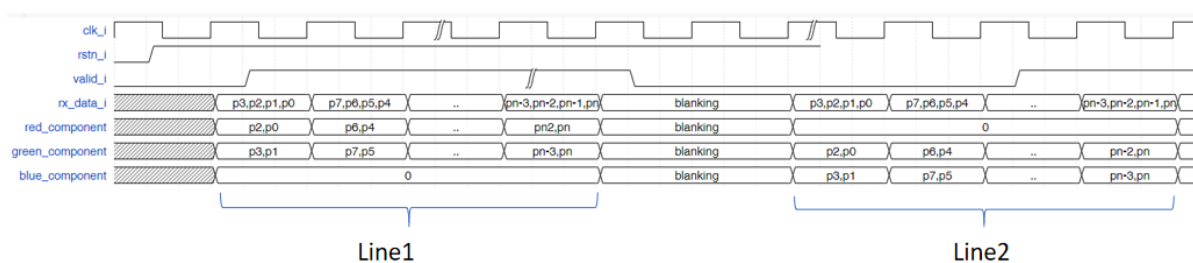 clk_i
rstn_i
valid_i
rx_data_i p3,p2,p1,p0 p7,p6,p5,p4 .. pn-3,pn-2,pn-1,pn blanking p3,p2,p1,p0 p7,p6,p5,p4 .. pn-3,pn-2,pn-1,pn
red_component p2,p0 p6,p4 .. pn2,pn blanking 0
green_component p3,p1 p7,p5 .. pn-3,pn blanking p2,p0 p6,p4 .. pn-2,pn
blue_component 0 blanking p3,p1 p7,p5 .. pn-3,pn
Line1 Line2